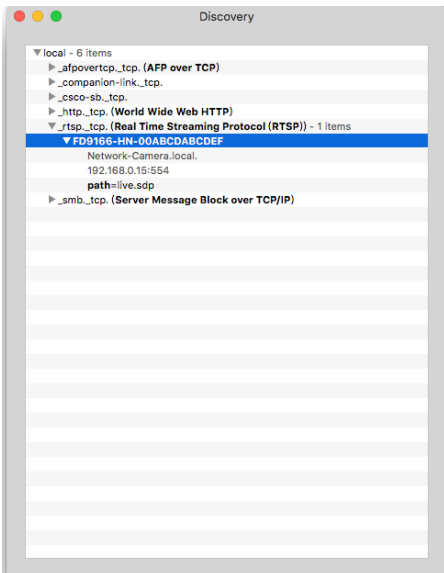 Discovery
local - 6 items
_afpovertcp._tcp. (AFP over TCP)
_companion-link._tcp.
_csco-sb._tcp.
_http._tcp. (World Wide Web HTTP)
_rtsp._tcp. (Real Time Streaming Protocol (RTSP)) - 1 items
FD9166-HN-00ABCDABCDEF
Network-Camera.local.
192.168.0.15:554
path=live.sdp
_smb._tcp. (Server Message Block over TCP/IP)